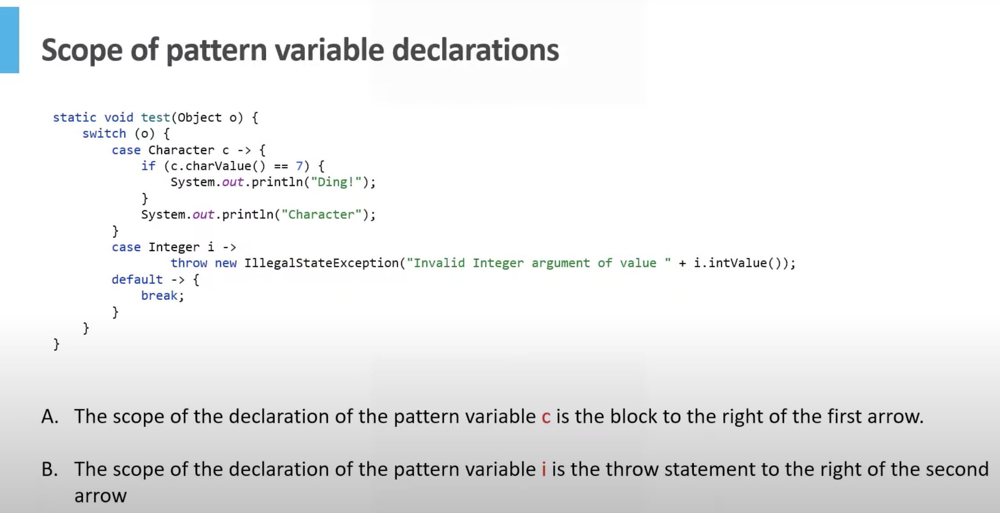 Scope of pattern variable declarations
static void test(Object o) {
    switch (o) {
        case Character c -> {
            if (c.charValue() == 7) {
                System.out.println("Ding!");
            }
            System.out.println("Character");
        }
        case Integer i ->
                throw new IllegalStateException("Invalid Integer argument of value " + i.intValue());
        default -> {
            break;
        }
    }
}
A. The scope of the declaration of the pattern variable c is the block to the right of the first arrow.
B. The scope of the declaration of the pattern variable i is the throw statement to the right of the second
arrow